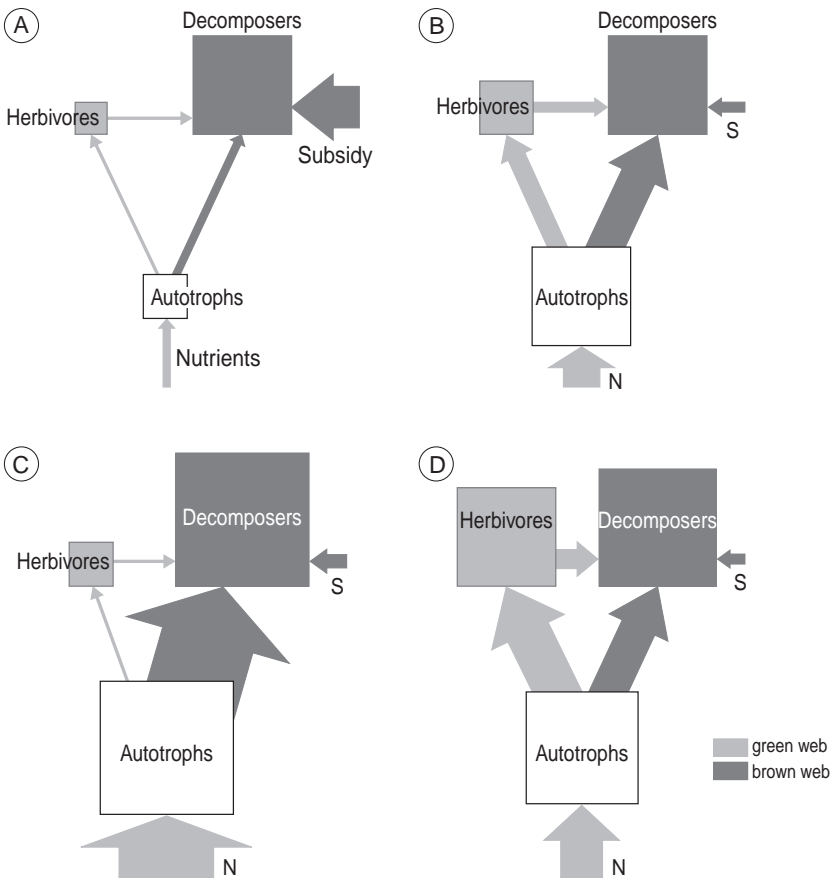 A
Decomposers
Herbivores
Subsidy
Autotrophs
Nutrients
B
Decomposers
Herbivores
S
Autotrophs
N
C
Decomposers
Herbivores
S
Autotrophs
N
D
Herbivores
Decomposers
S
Autotrophs
N
green web
brown web